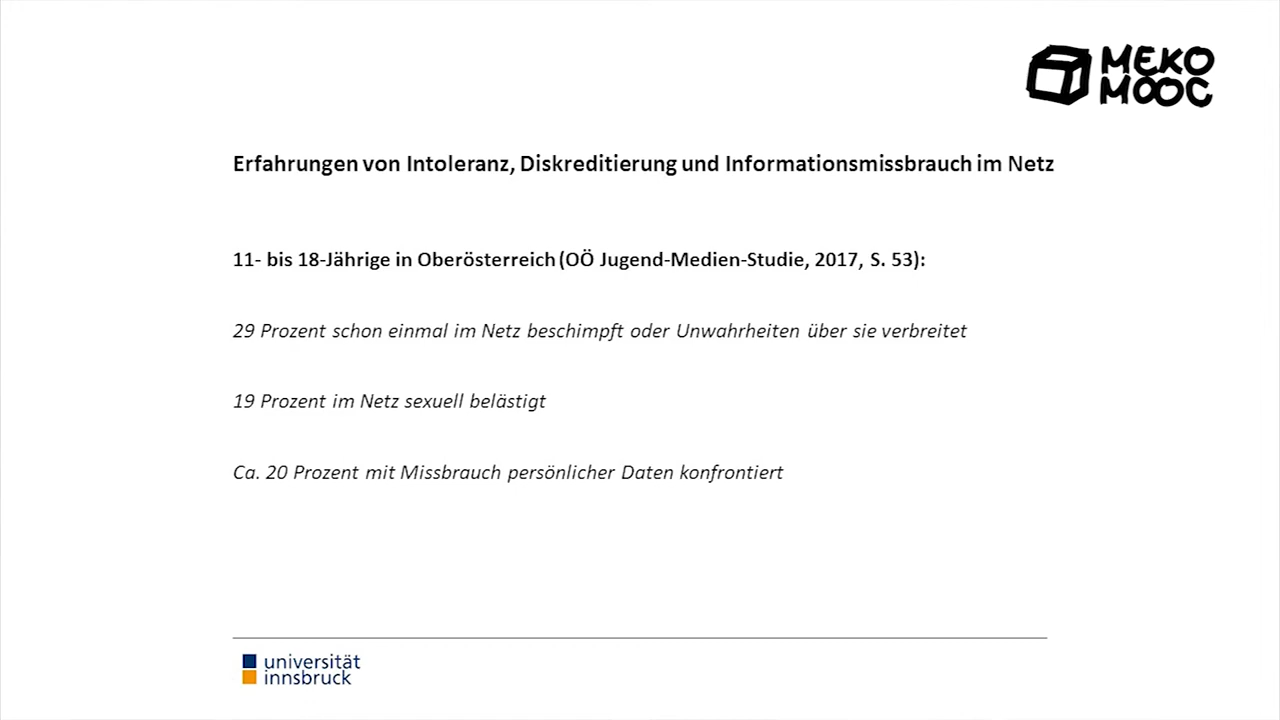 MEKO
MOOC
Erfahrungen von Intoleranz, Diskreditierung und Informationsmissbrauch im Netz
11- bis 18-Jährige in Oberösterreich (OÖ Jugend-Medien-Studie, 2017, S. 53):
29 Prozent schon einmal im Netz beschimpft oder Unwahrheiten über sie verbreitet
19 Prozent im Netz sexuell belästigt
Ca. 20 Prozent mit Missbrauch persönlicher Daten konfrontiert
universität
innsbruck